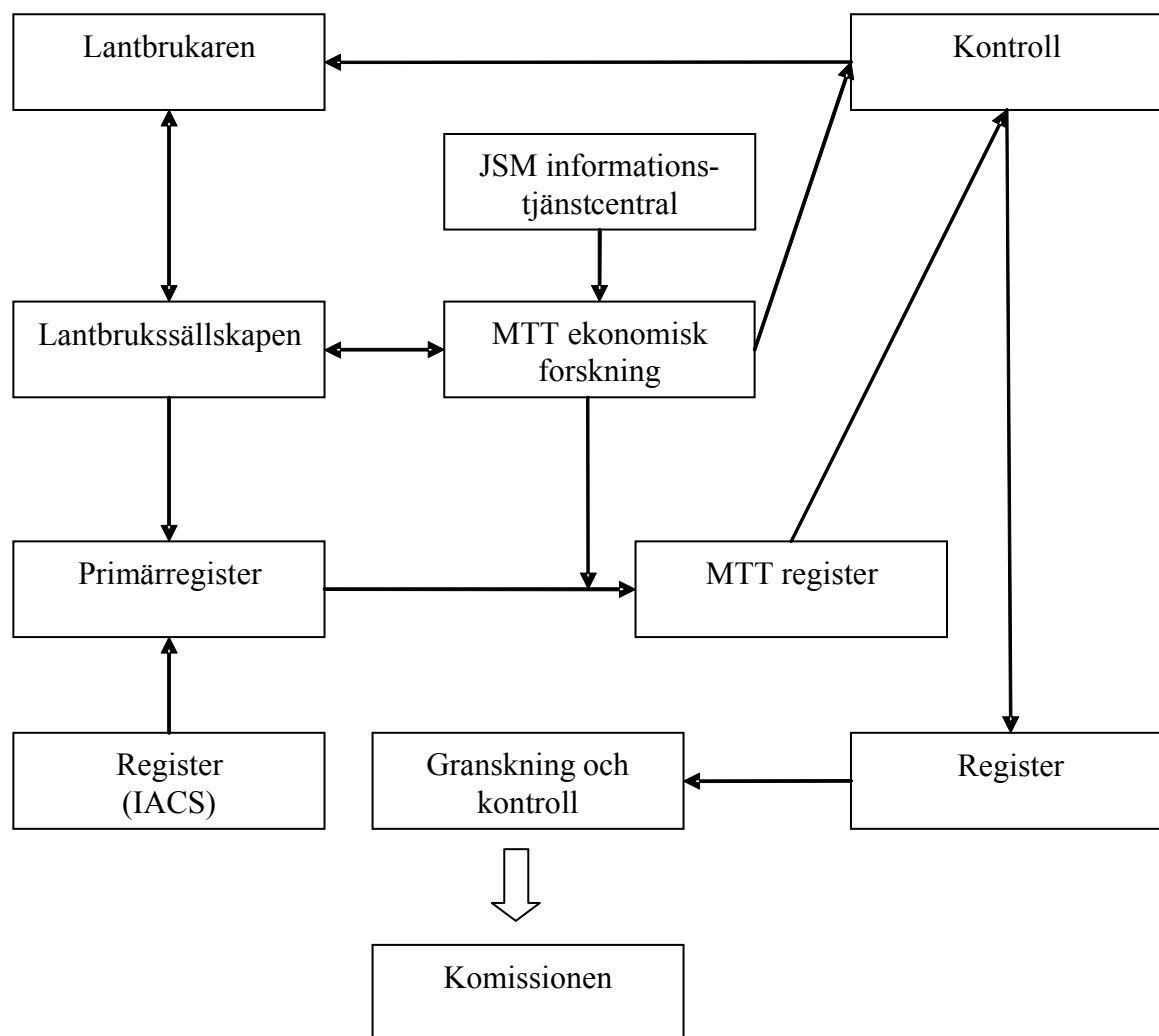 Lantbrukaren
Kontroll
JSM informations-
tjänstcentral
Lantbrukssällskapen
MTT ekonomisk
forskning
Primärregister
MTT register
Register
(IACS)
Granskning och
kontroll
Register
Komissionen